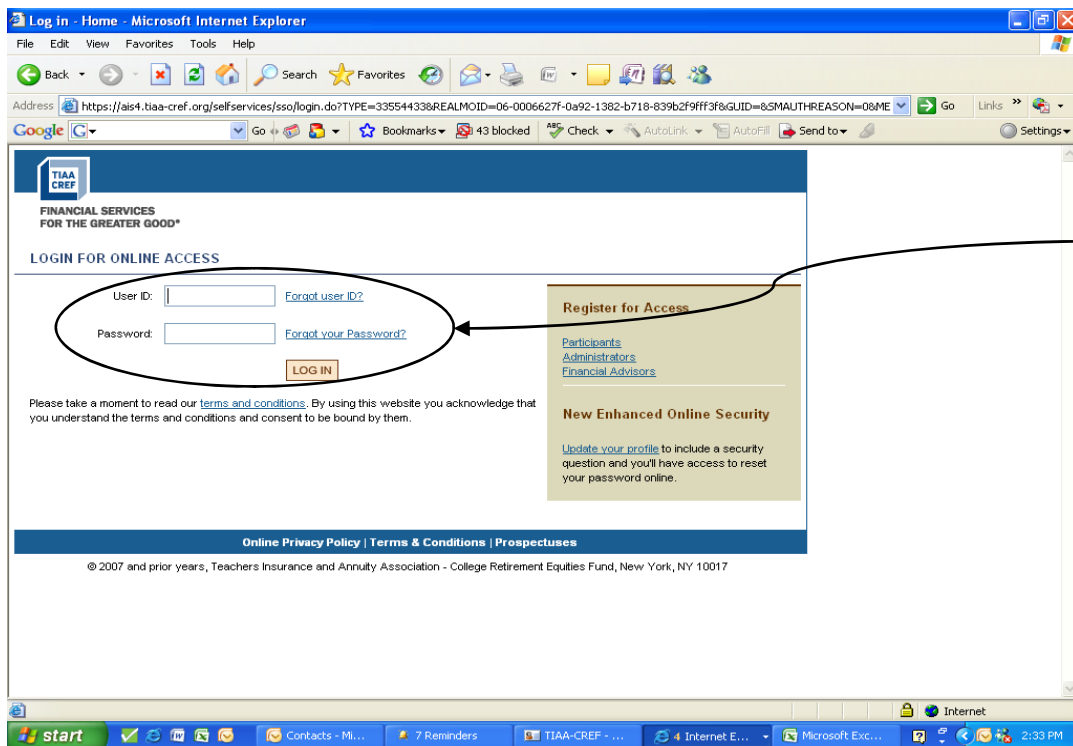 Log in - Home - Microsoft Internet Explorer
File Edit View Favorites Tools Help
Back Search Favorites
Address https://ais4.tiaa-cref.org/selfservices/sso/login.do?TYPE=33554433&REALMOID=06-0006627f-0a92-1382-b718-839b2f9fff3f&GUID=&SMAUTHREASON=0&ME Go Links »
Google G Go Bookmarks 43 blocked ABC Check AutoLink AutoFill Send to Settings
TIAA
CREF
FINANCIAL SERVICES
FOR THE GREATER GOOD®
LOGIN FOR ONLINE ACCESS
User ID: Forgot user ID?
Password: Forgot your Password?
LOG IN
Please take a moment to read our terms and conditions. By using this website you acknowledge that
you understand the terms and conditions and consent to be bound by them.
Register for Access
Participants
Administrators
Financial Advisors
New Enhanced Online Security
Update your profile to include a security
question and you'll have access to reset
your password online.
Online Privacy Policy | Terms & Conditions | Prospectuses
© 2007 and prior years, Teachers Insurance and Annuity Association - College Retirement Equities Fund, New York, NY 10017
Internet
start Contacts - Mi... 7 Reminders TIAA-CREF - ... 4 Internet E... Microsoft Exc... 2:33 PM